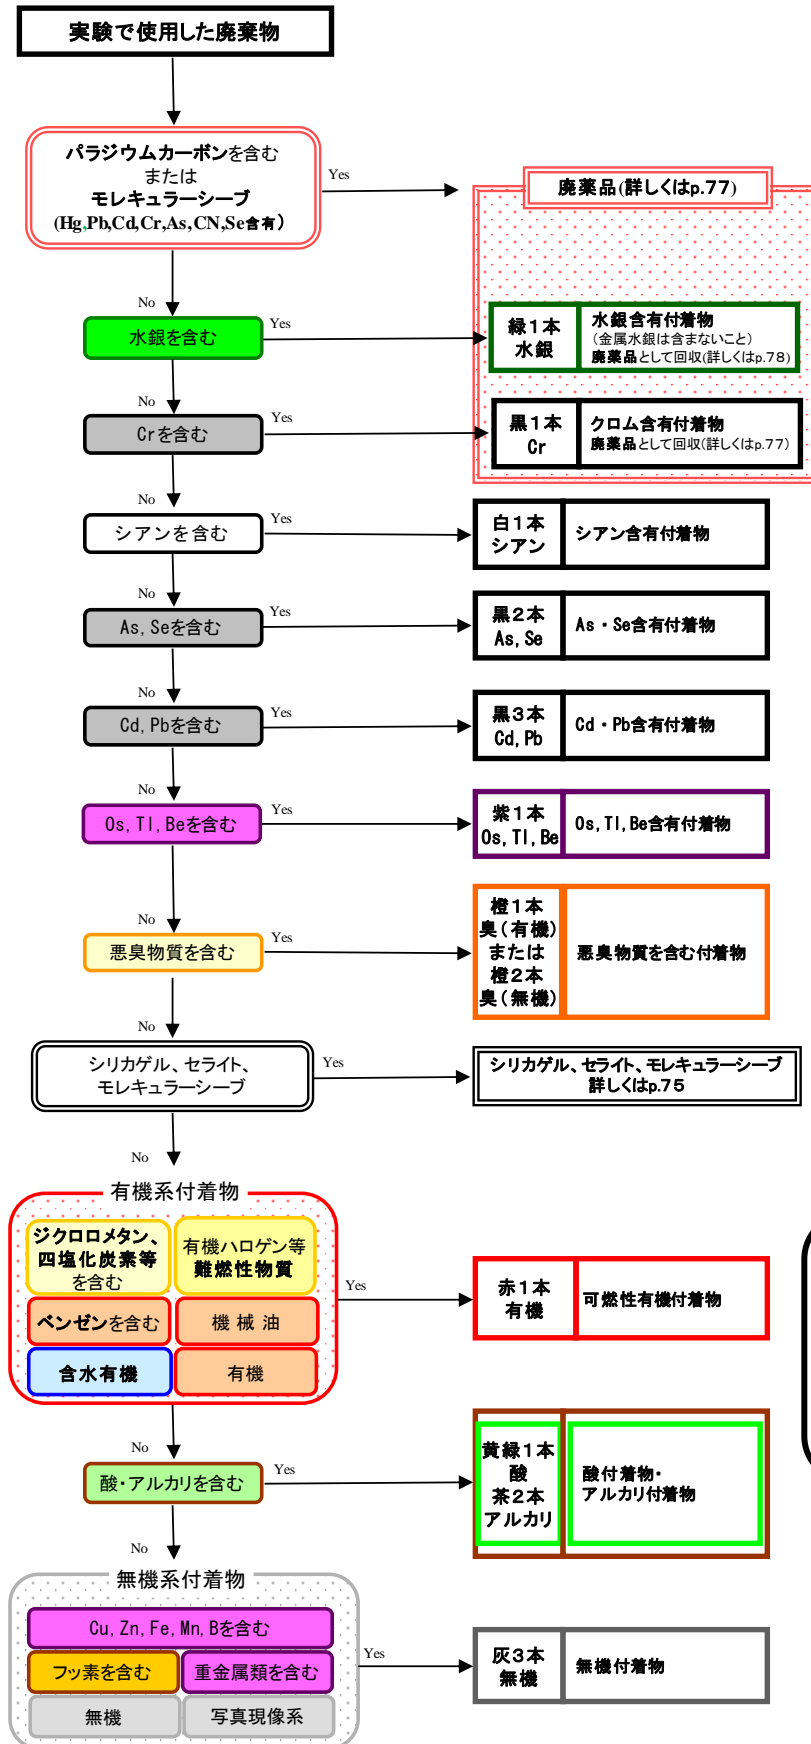 実験で使用した廃棄物
パラジウムカーボンを含む
または
モレキュラーシーブ
(Hg,Pb,Cd,Cr,As,CN,Se含有)
Yes
廃薬品(詳しくはp.77)
No
水銀を含む
Yes
緑1本
水銀
水銀含有付着物
(金属水銀は含まないこと)
廃薬品として回収(詳しくはp.78)
No
Crを含む
Yes
黒1本
Cr
クロム含有付着物
廃薬品として回収(詳しくはp.77)
No
シアンを含む
Yes
白1本
シアン
シアン含有付着物
No
As,Seを含む
Yes
黒2本
As,Se
As・Se含有付着物
No
Cd,Pbを含む
Yes
黒3本
Cd,Pb
Cd・Pb含有付着物
No
Os,Tl,Beを含む
Yes
紫1本
Os,Tl,Be
Os,Tl,Be含有付着物
No
悪臭物質を含む
Yes
橙1本
臭(有機)
または
橙2本
臭(無機)
悪臭物質を含む付着物
No
シリカゲル、セライト、
モレキュラーシーブ
Yes
シリカゲル、セライト、モレキュラーシーブ
詳しくはp.75
No
有機系付着物
ジクロロメタン、
四塩化炭素等
を含む
有機ハロゲン等
難燃性物質
ベンゼンを含む
機械油
含水有機
有機
Yes
赤1本
有機
可燃性有機付着物
No
酸・アルカリを含む
Yes
黄緑1本
酸
茶2本
アルカリ
酸付着物・
アルカリ付着物
No
無機系付着物
Cu,Zn,Fe,Mn,Bを含む
フッ素を含む
重金属類を含む
無機
写真現像系
Yes
灰3本
無機
無機付着物